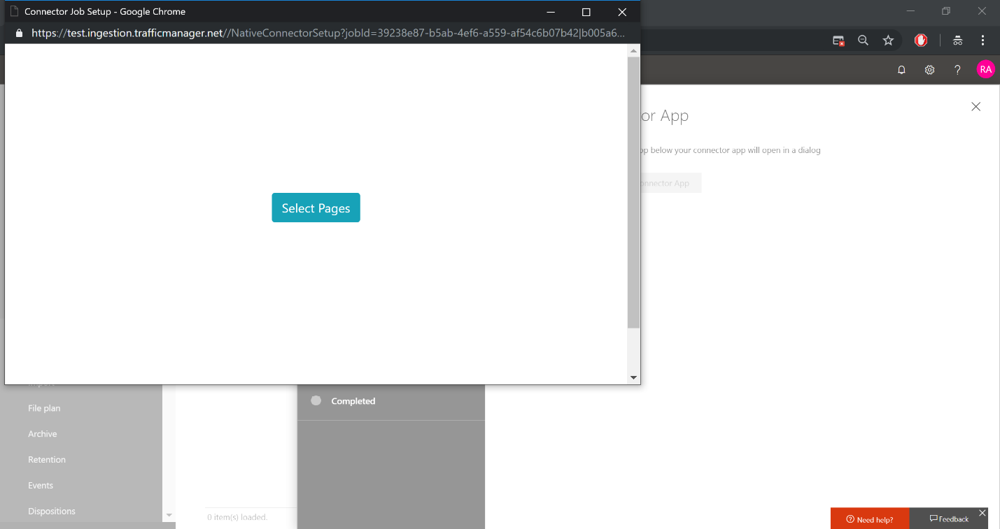 Connector Job Setup - Google Chrome
https://test.ingestion.trafficmanager.net//NativeConnectorSetup?jobId=39238e87-b5ab-4ef6-a559-af54c6b07b42|b005a6...
RA
or App
pp below your connector app will open in a dialog
onnector App
Select Pages
Completed
File plan
Archive
Retention
Events
Dispositions
0 item(s) loaded.
Need help?
Feedback